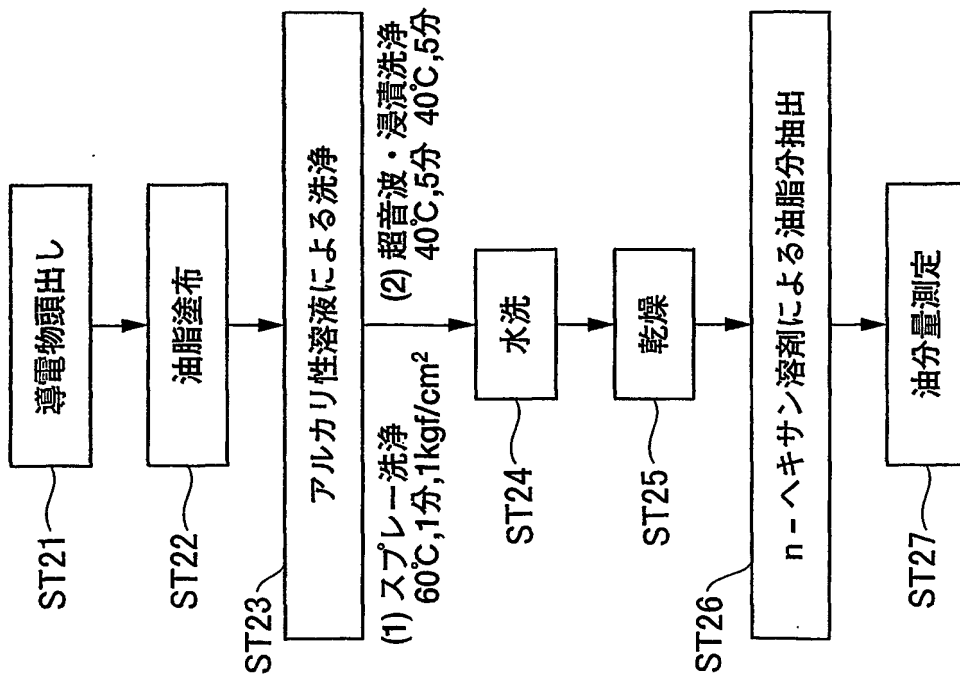 ST21
導電物頭出し
ST22
油脂塗布
ST23
アルカリ性溶液による洗浄
(1) スプレー洗浄
60℃,1分,1kgf/cm²
(2) 超音波・浸漬洗浄
40℃,5分 40℃,5分
ST24
水洗
ST25
乾燥
ST26
n－ヘキサン溶剤による油脂分抽出
ST27
油分量測定